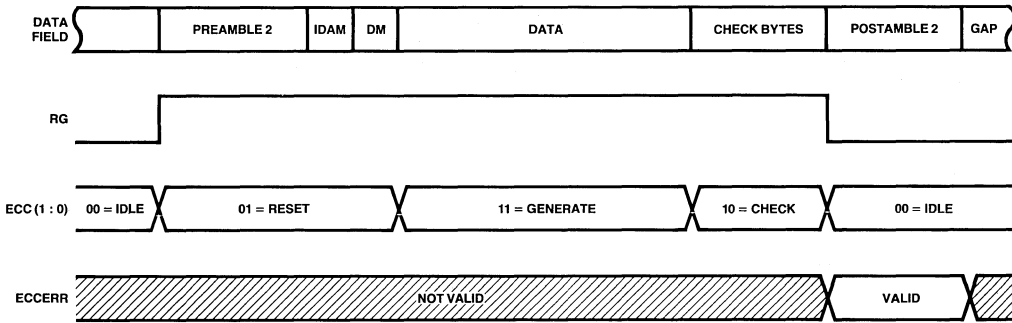 DATA FIELD
PREAMBLE 2 IDAM DM DATA CHECK BYTES POSTAMBLE 2 GAP
RG
ECC (1 : 0) 00 = IDLE 01 = RESET 11 = GENERATE 10 = CHECK 00 = IDLE
ECCERR NOT VALID VALID